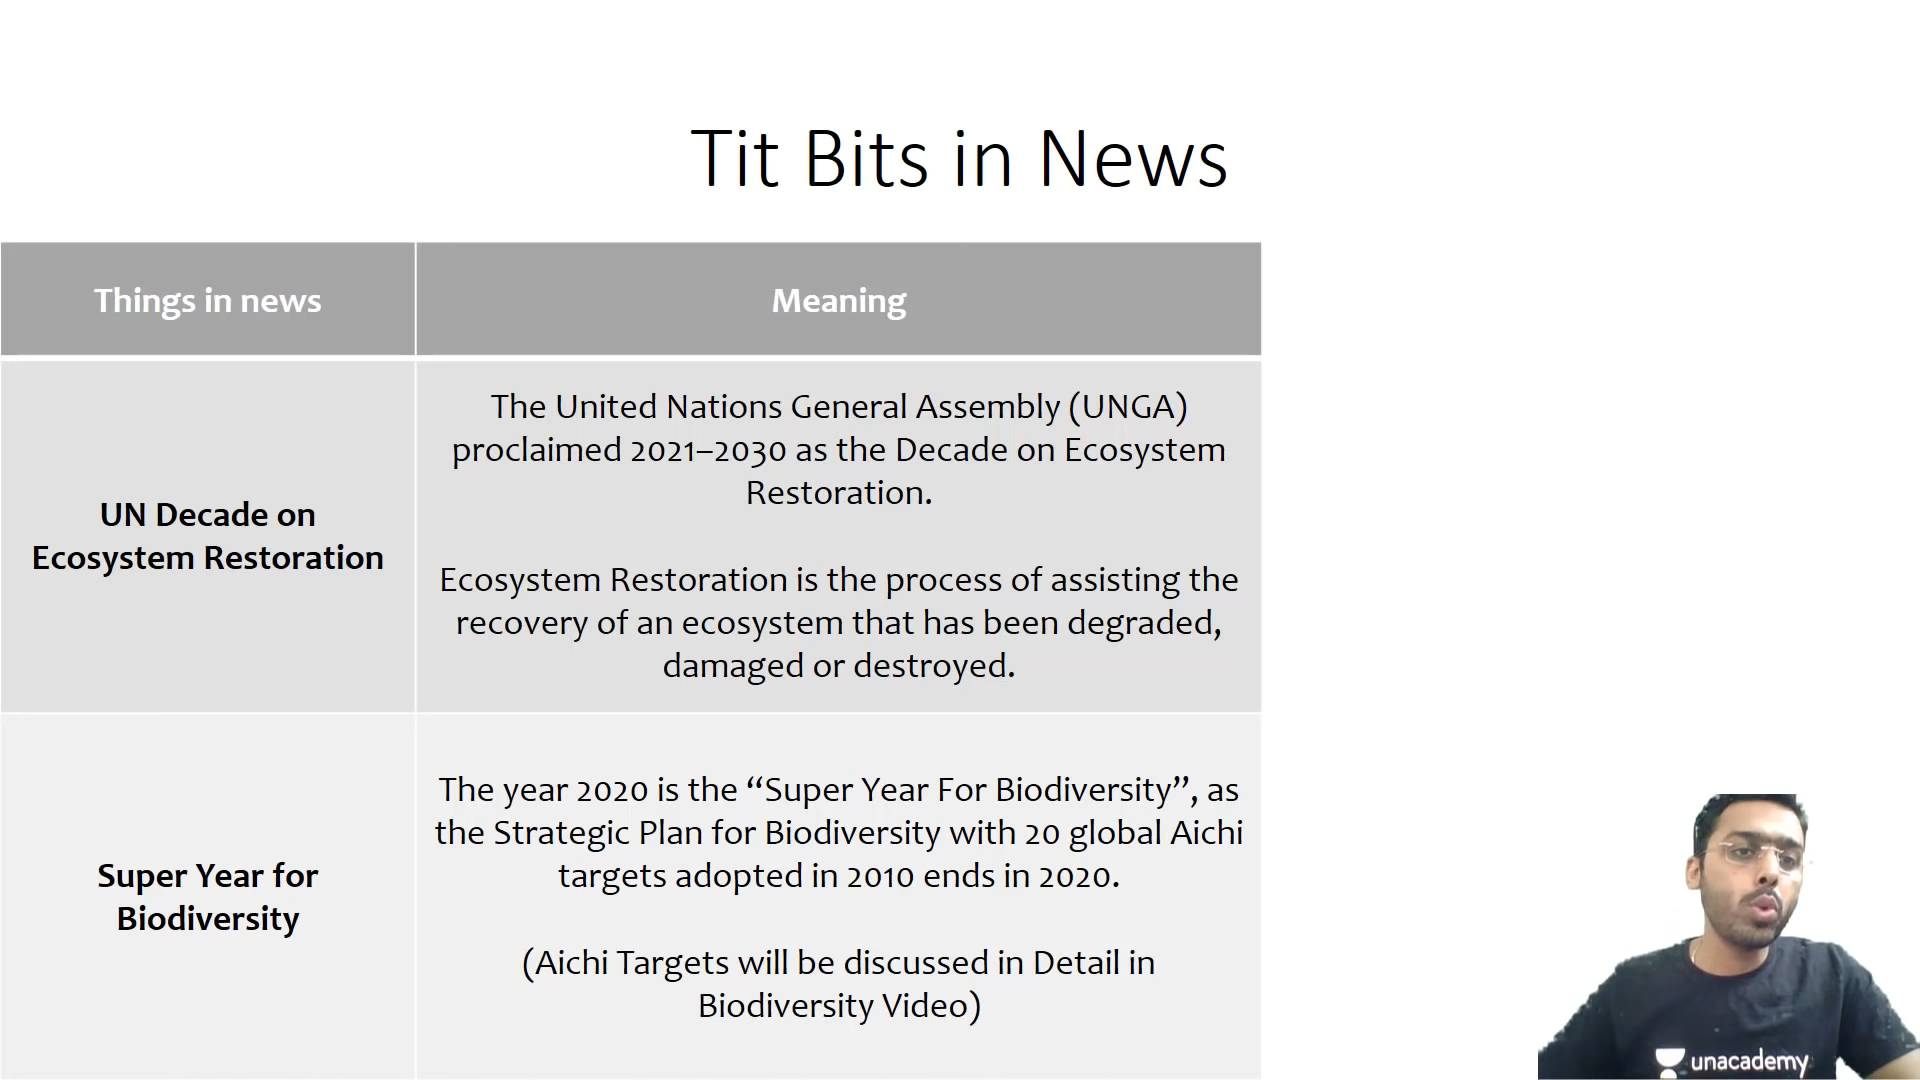 Tit Bits in News
Things in news
Meaning
UN Decade on
Ecosystem Restoration
The United Nations General Assembly (UNGA)
proclaimed 2021–2030 as the Decade on Ecosystem
Restoration.
Ecosystem Restoration is the process of assisting the
recovery of an ecosystem that has been degraded,
damaged or destroyed.
Super Year for
Biodiversity
The year 2020 is the “Super Year For Biodiversity”, as
the Strategic Plan for Biodiversity with 20 global Aichi
targets adopted in 2010 ends in 2020.
(Aichi Targets will be discussed in Detail in
Biodiversity Video)
unacademy